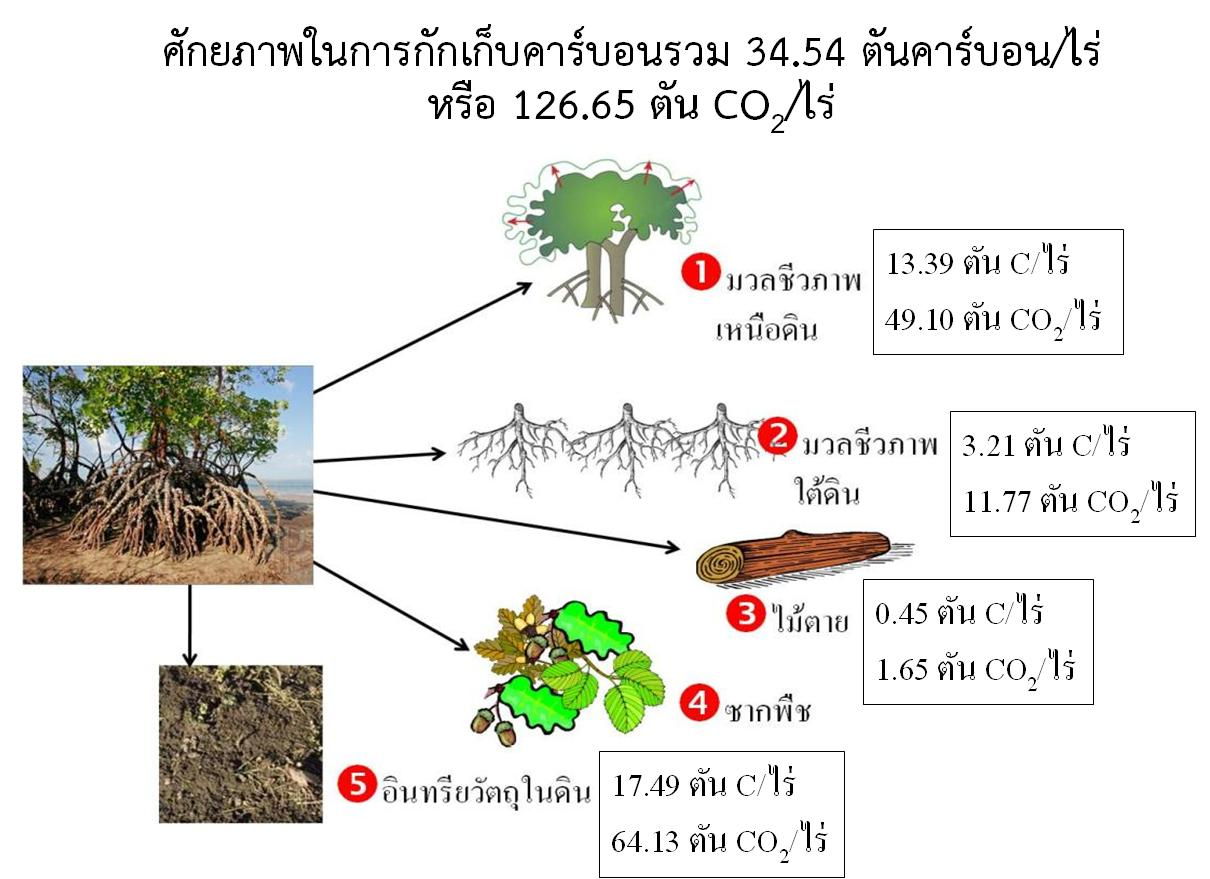 ศักยภาพในการกักเก็บคาร์บอนรวม 34.54 ตันคาร์บอน/ไร่
หรือ 126.65 ตัน CO₂/ไร่
1 มวลชีวภาพ
เหนือดิน
13.39 ตัน C/ไร่
49.10 ตัน CO₂/ไร่
2 มวลชีวภาพ
ใต้ดิน
3.21 ตัน C/ไร่
11.77 ตัน CO₂/ไร่
3 ไม้ตาย
0.45 ตัน C/ไร่
1.65 ตัน CO₂/ไร่
4 ซากพืช
5 อินทรียวัตถุในดิน
17.49 ตัน C/ไร่
64.13 ตัน CO₂/ไร่